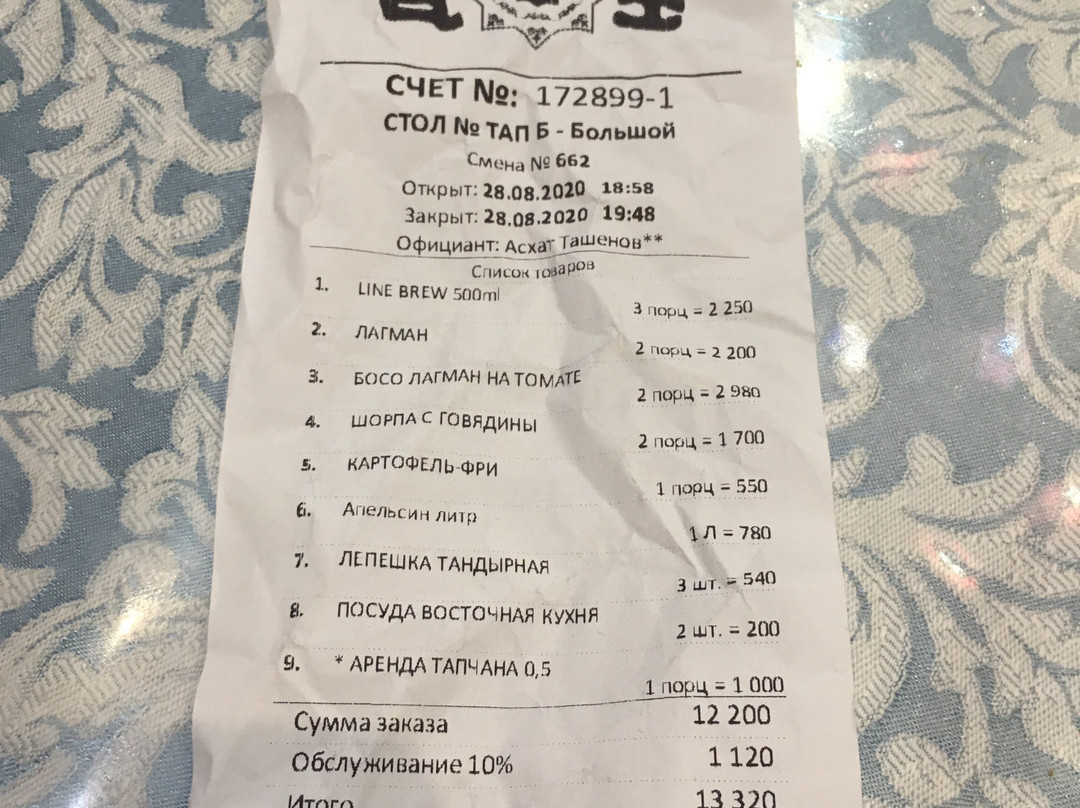 СЧЕТ №: 172899-1
СТОЛ № ТАП Б - Большой
Смена № 662
Открыт: 28.08.2020 18:58
Закрыт: 28.08.2020 19:48
Официант: Асхат Ташенов**
Список товаров
1. LINE BREW 500ml
3 порц = 2 250
2. ЛАГМАН
2 порц = 2 200
3. БОСО ЛАГМАН НА ТОМАТЕ
2 порц = 2 980
4. ШОРПА С ГОВЯДИНЫ
2 порц = 1 700
5. КАРТОФЕЛЬ-ФРИ
1 порц = 550
6. Апельсин литр
1 Л = 780
7. ЛЕПЕШКА ТАНДЫРНАЯ
3 шт. = 540
8. ПОСУДА ВОСТОЧНАЯ КУХНЯ
2 шт. = 200
9. * АРЕНДА ТАПЧАНА 0,5
1 порц = 1 000
Сумма заказа 12 200
Обслуживание 10% 1 120
Итого 13 320